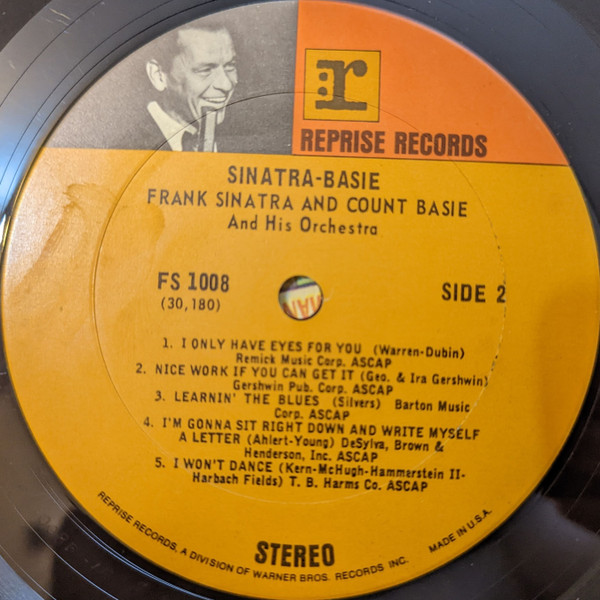 :r
REPRISE RECORDS
SINATRA-BASIE
FRANK SINATRA AND COUNT BASIE
And His Orchestra
FS 1008
(30,180)
SIDE 2
1. I ONLY HAVE EYES FOR YOU (Warren-Dubin)
Remick Music Corp. ASCAP
2. NICE WORK IF YOU CAN GET IT (Geo. & Ira Gershwin)
Gershwin Pub. Corp. ASCAP
3. LEARNIN' THE BLUES (Silvers) Barton Music
Corp. ASCAP
4. I'M GONNA SIT RIGHT DOWN AND WRITE MYSELF
A LETTER (Ahlert-Young) DeSylva, Brown &
Henderson, Inc. ASCAP
5. I WON'T DANCE (Kern-McHugh-Hammerstein II-
Harbach Fields) T. B. Harms Co. ASCAP
STEREO
REPRISE RECORDS, A DIVISION OF WARNER BROS. RECORDS INC.
MADE IN U.S.A.